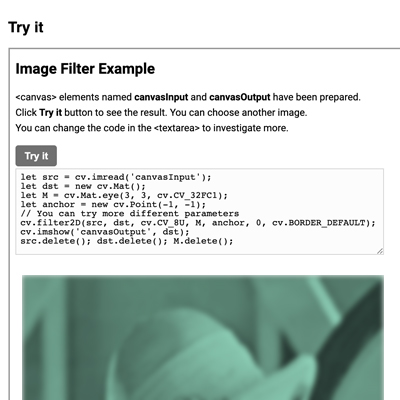 Try it
Image Filter Example
<canvas> elements named canvasInput and canvasOutput have been prepared.
Click Try it button to see the result. You can choose another image.
You can change the code in the <textarea> to investigate more.
Try it
let src = cv.imread('canvasInput');
let dst = new cv.Mat();
let M = cv.Mat.eye(3, 3, cv.CV_32FC1);
let anchor = new cv.Point(-1, -1);
// You can try more different parameters
cv.filter2D(src, dst, cv.CV_8U, M, anchor, 0, cv.BORDER_DEFAULT);
cv.imshow('canvasOutput', dst);
src.delete(); dst.delete(); M.delete();